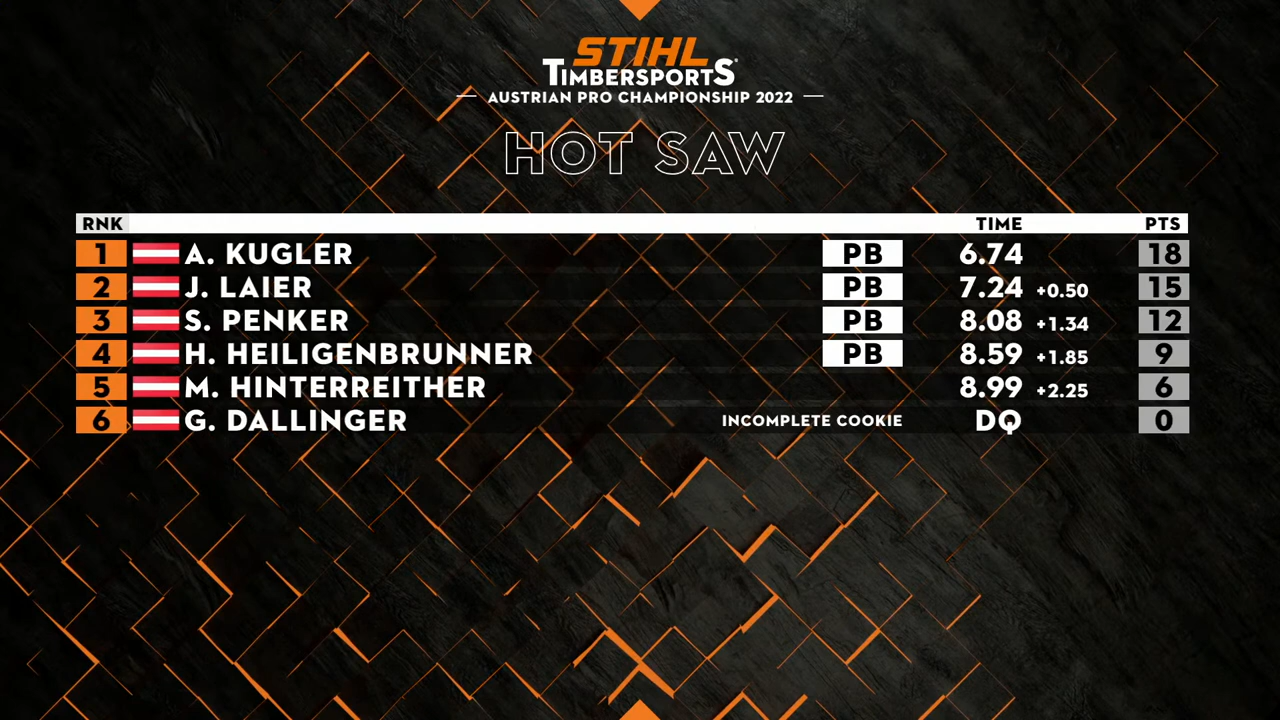 STIHL
TIMBERSPORTS®
AUSTRIAN PRO CHAMPIONSHIP 2022
HOT SAW
RNK TIME PTS
1 A. KUGLER PB 6.74 18
2 J. LAIER PB 7.24 +0.50 15
3 S. PENKER PB 8.08 +1.34 12
4 H. HEILIGENBRUNNER PB 8.59 +1.85 9
5 M. HINTERREITHER 8.99 +2.25 6
6 G. DALLINGER INCOMPLETE COOKIE DQ 0